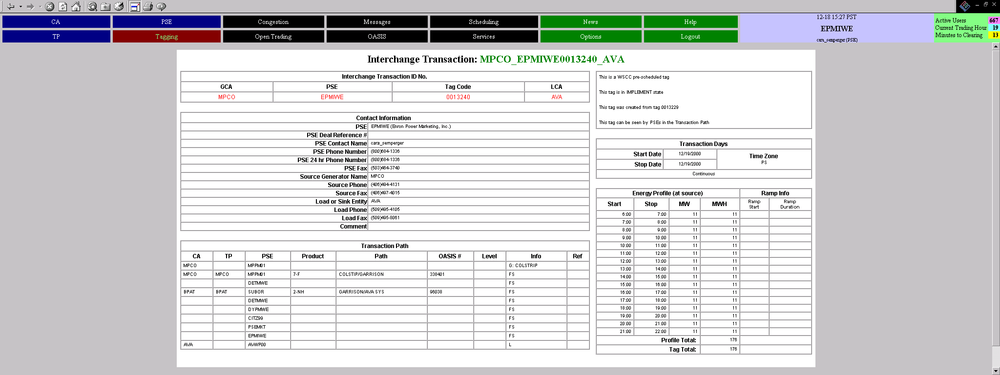 CA PSE Congestion Messages Scheduling News Help
TP Tagging Open Trading OASIS Services Options Logout
12-18 15:27 PST
EPMIWE
cara_semperger (PSE)
Active Users 667
Current Trading Hour 19
Minutes to Clearing 13
Interchange Transaction: MPCO_EPMIWE0013240_AVA
Interchange Transaction ID No.
GCA PSE Tag Code LCA
MPCO EPMIWE 0013240 AVA
Contact Information
PSE EPMIWE (Enron Power Marketing, Inc.)
PSE Deal Reference #
PSE Contact Name cara_semperger
PSE Phone Number (800)684-1336
PSE 24 hr Phone Number (800)684-1336
PSE Fax (503)464-3740
Source Generator Name MPCO
Source Phone (406)494-4131
Source Fax (406)497-4015
Load or Sink Entity AVA
Load Phone (509)495-4105
Load Fax (509)495-8061
Comment
Transaction Path
CA TP PSE Product Path OASIS # Level Info Ref
MPCO MPPM01 G: COLSTRIP
MPCO MPCO MPPM01 7-F COLSTIP/GARRISON 338401 FS
DETMWE FS
BPAT BPAT SUBOR 2-NH GARRISON/AVA SYS 96038 FS
DETMWE FS
DYPMWE FS
CITZ99 FS
PSEMKT FS
EPMIWE FS
AVA AVWP00 L
This is a WSCC pre-scheduled tag
This tag is in IMPLEMENT state
This tag was created from tag 0013229
This tag can be seen by PSEs in the Transaction Path
Transaction Days
Start Date 12/19/2000 Time Zone
Stop Date 12/19/2000 PS
Continuous
Energy Profile (at source) Ramp Info
Start Stop MW MWH Ramp Start Ramp Duration
6:00 7:00 11 11
7:00 8:00 11 11
8:00 9:00 11 11
9:00 10:00 11 11
10:00 11:00 11 11
11:00 12:00 11 11
12:00 13:00 11 11
13:00 14:00 11 11
14:00 15:00 11 11
15:00 16:00 11 11
16:00 17:00 11 11
17:00 18:00 11 11
18:00 19:00 11 11
19:00 20:00 11 11
20:00 21:00 11 11
21:00 22:00 11 11
Profile Total: 176
Tag Total: 176